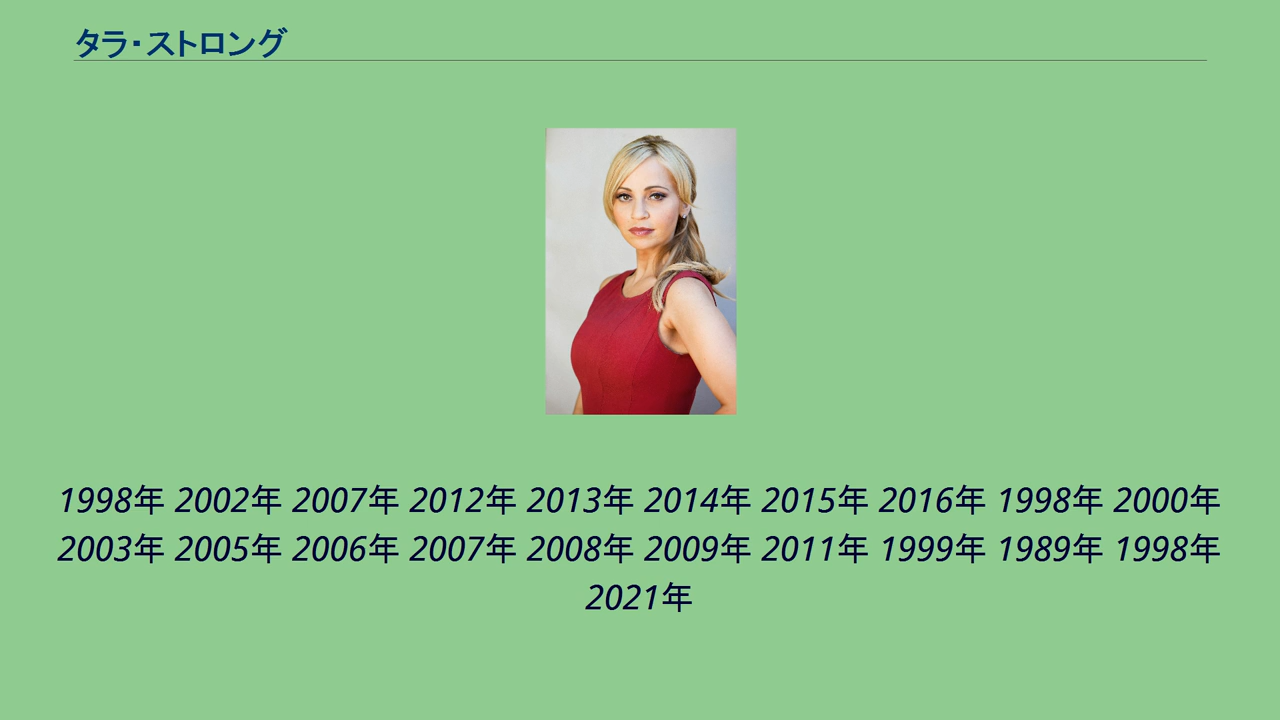 タラ・ストロング
1998年 2002年 2007年 2012年 2013年 2014年 2015年 2016年 1998年 2000年
2003年 2005年 2006年 2007年 2008年 2009年 2011年 1999年 1989年 1998年
2021年